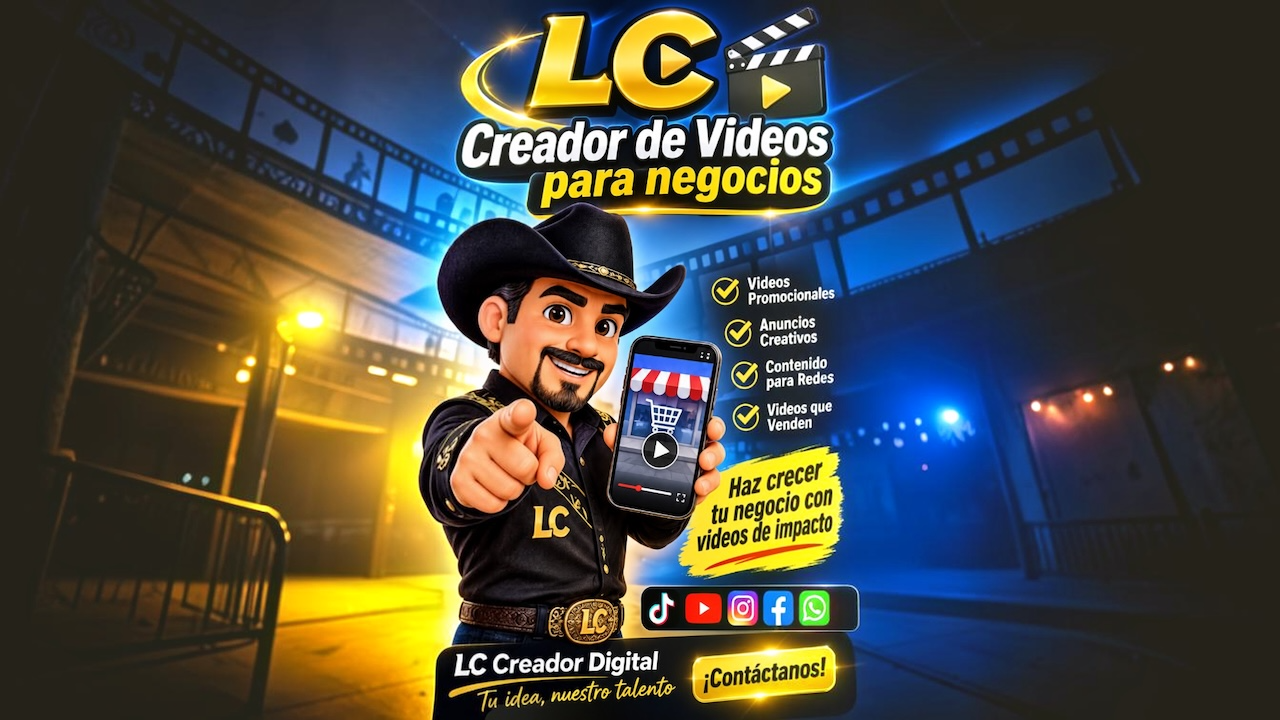 LC
Creador de Videos
para negocios
Videos
Promocionales
Anuncios
Creativos
Contenido
para Redes
Videos que
Venden
Haz crecer
tu negocio con
videos de impacto
LC
LC
LC Creador Digital
Tu idea, nuestro talento
¡Contáctanos!